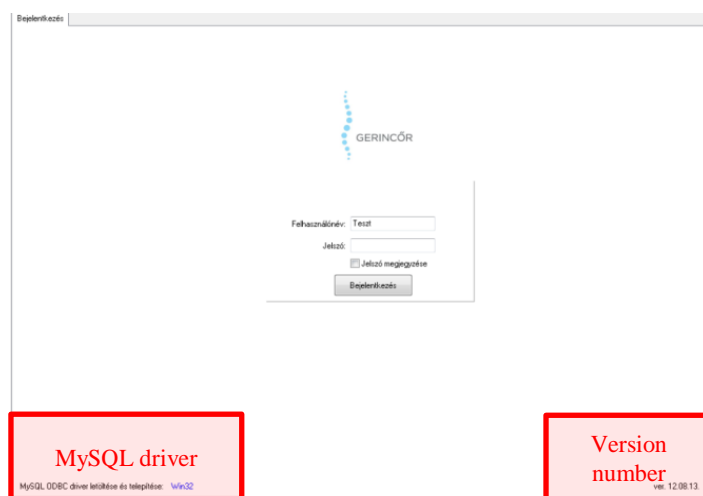 Bejelentkezés
GERINCŐR
Felhasználónév: Teszt
Jelszó:
Jelszó megjegyzése
Bejelentkezés
MySQL driver
Version
number
MySQL ODBC driver letöltése és telepítése: Win32
ver. 12.08.13.